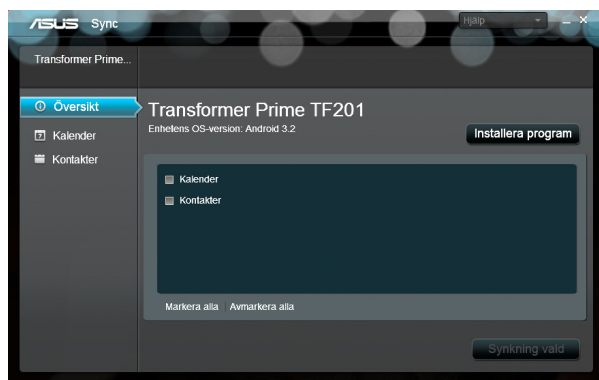 ASUS Sync
Hjälp
Transformer Prime...
Översikt
Kalender
Kontakter
Transformer Prime TF201
Enhetens OS-version: Android 3.2
Installera program
Kalender
Kontakter
Markera alla | Avmarkera alla
Synkning vald